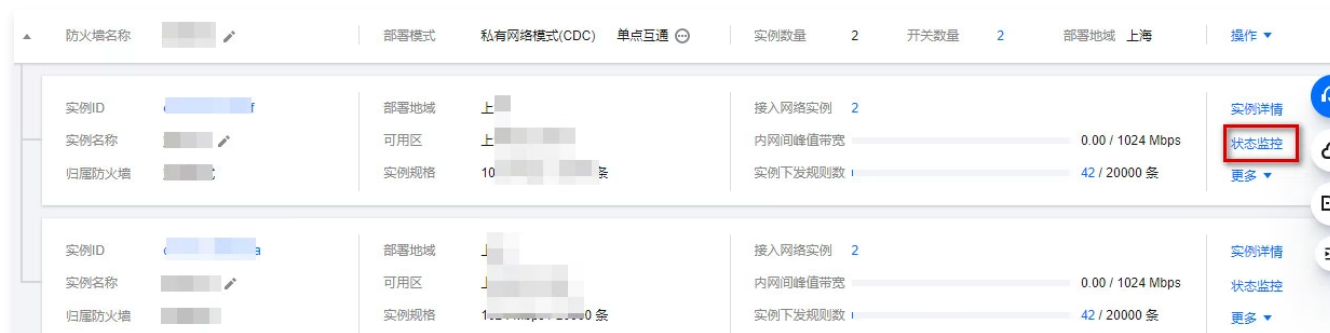 防火墙名称 部署模式 私有网络模式(CDC) 单点互通 实例数量 2 开关数量 2 部署地域 上海 操作
实例ID f 部署地域 上 接入网络实例 2 实例详情
实例名称 可用区 上 内网间峰值带宽 0.00 / 1024 Mbps 状态监控
归属防火墙 实例规格 10 条 实例下发规则数 42 / 20000 条 更多
实例ID a 部署地域 接入网络实例 2 实例详情
实例名称 可用区 内网间峰值带宽 0.00 / 1024 Mbps 状态监控
归属防火墙 实例规格 0 条 实例下发规则数 42 / 20000 条 更多